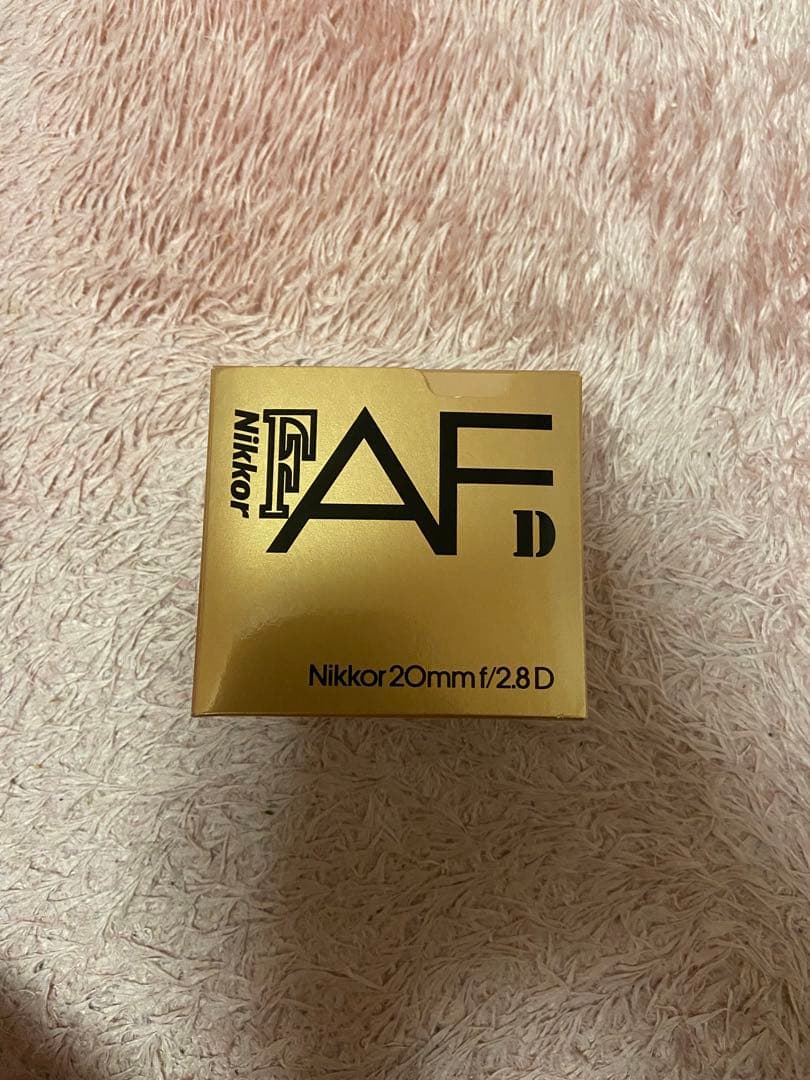 Nikkor
AF
D
Nikkor 20mm f/2.8 D